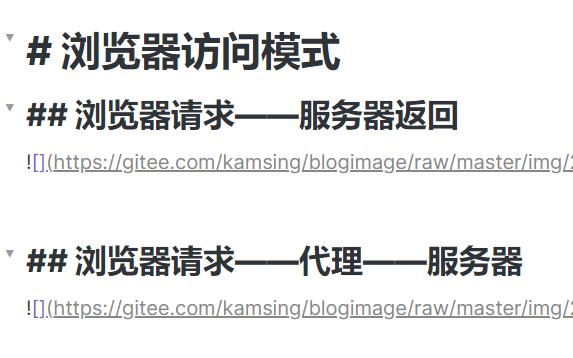 # 浏览器访问模式
## 浏览器请求——服务器返回
![](https://gitee.com/kamsing/blogimage/raw/master/img/2
## 浏览器请求——代理——服务器
![](https://gitee.com/kamsing/blogimage/raw/master/img/2